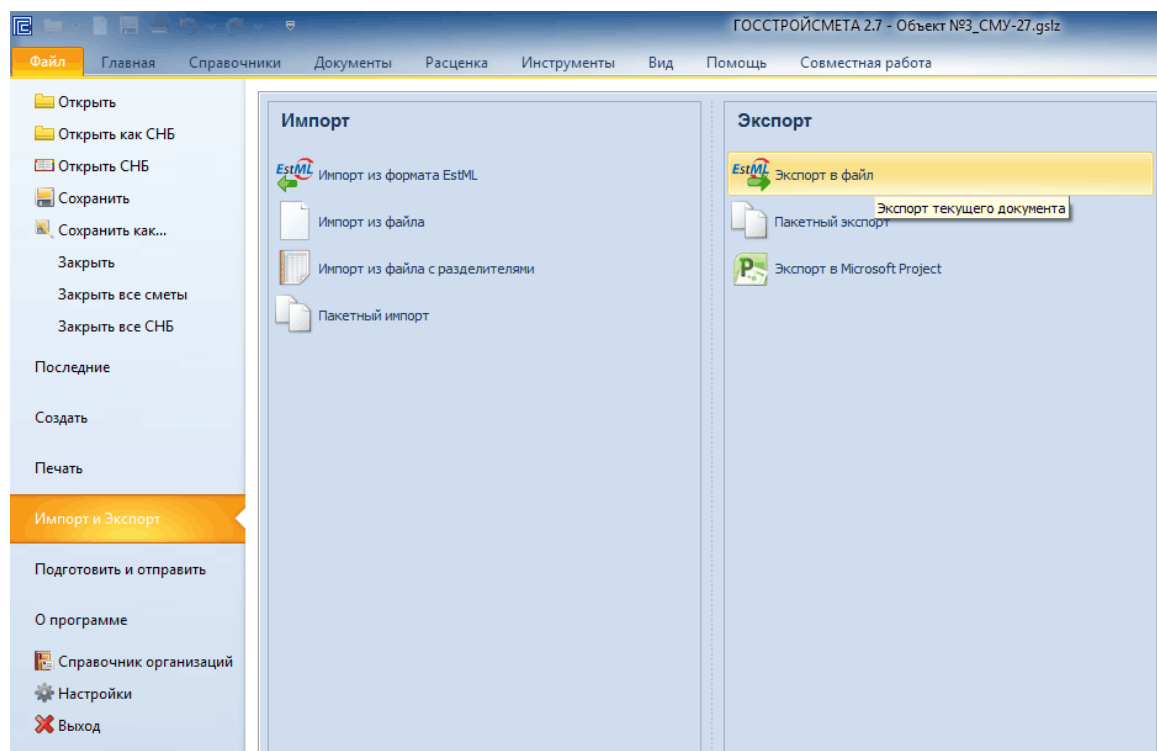 ГОССТРОЙСМЕТА 2.7 - Объект №3_СМУ-27.gslz
Файл Главная Справочники Документы Расценка Инструменты Вид Помощь Совместная работа
Открыть
Открыть как СНБ
Открыть СНБ
Сохранить
Сохранить как...
Закрыть
Закрыть все сметы
Закрыть все СНБ
Последние
Создать
Печать
Импорт и Экспорт
Подготовить и отправить
О программе
Справочник организаций
Настройки
Выход
Импорт
EstML Импорт из формата EstML
Импорт из файла
Импорт из файла с разделителями
Пакетный импорт
Экспорт
EstML Экспорт в файл
Экспорт текущего документа
Пакетный экспорт
Экспорт в Microsoft Project